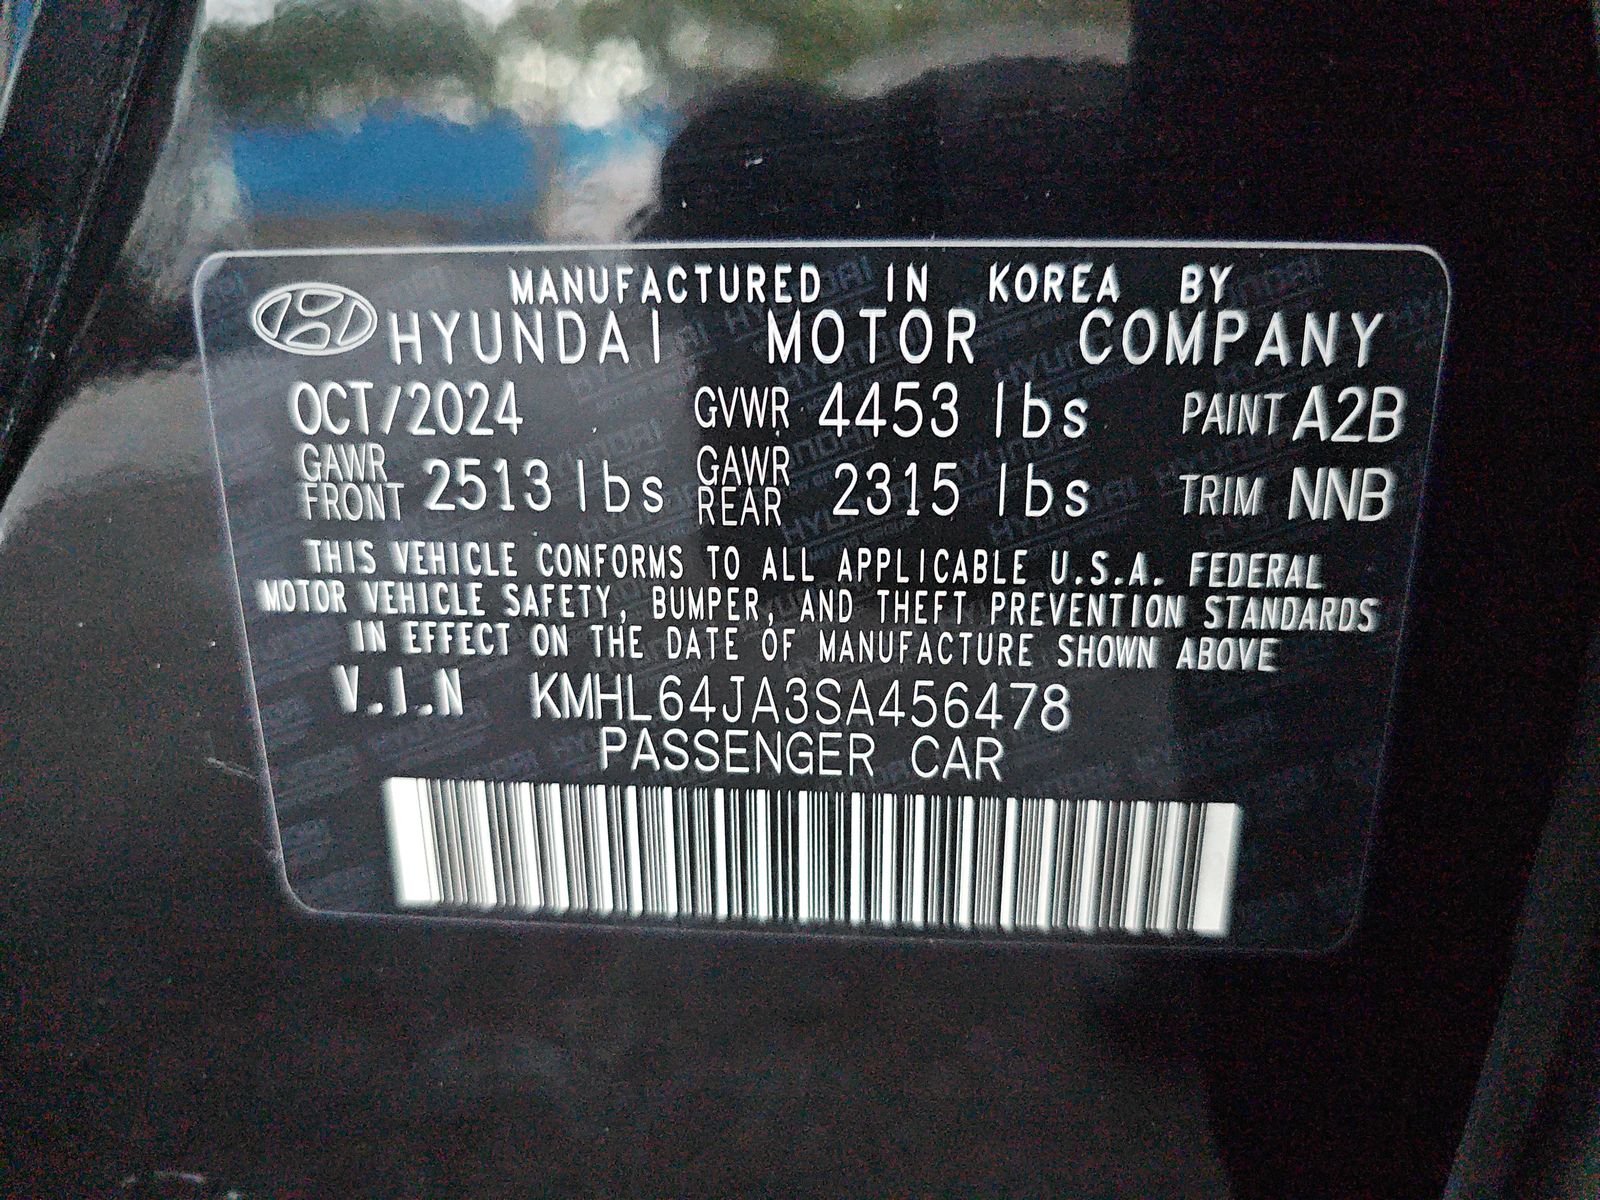 MANUFACTURED IN KOREA BY
HYUNDAI MOTOR COMPANY
OCT/2024 GVWR 4453 lbs PAINT A2B
GAWR FRONT 2513 lbs GAWR REAR 2315 lbs TRIM NNB
THIS VEHICLE CONFORMS TO ALL APPLICABLE U.S.A. FEDERAL
MOTOR VEHICLE SAFETY, BUMPER, AND THEFT PREVENTION STANDARDS
IN EFFECT ON THE DATE OF MANUFACTURE SHOWN ABOVE
V.I.N KMHL64JA3SA456478
PASSENGER CAR